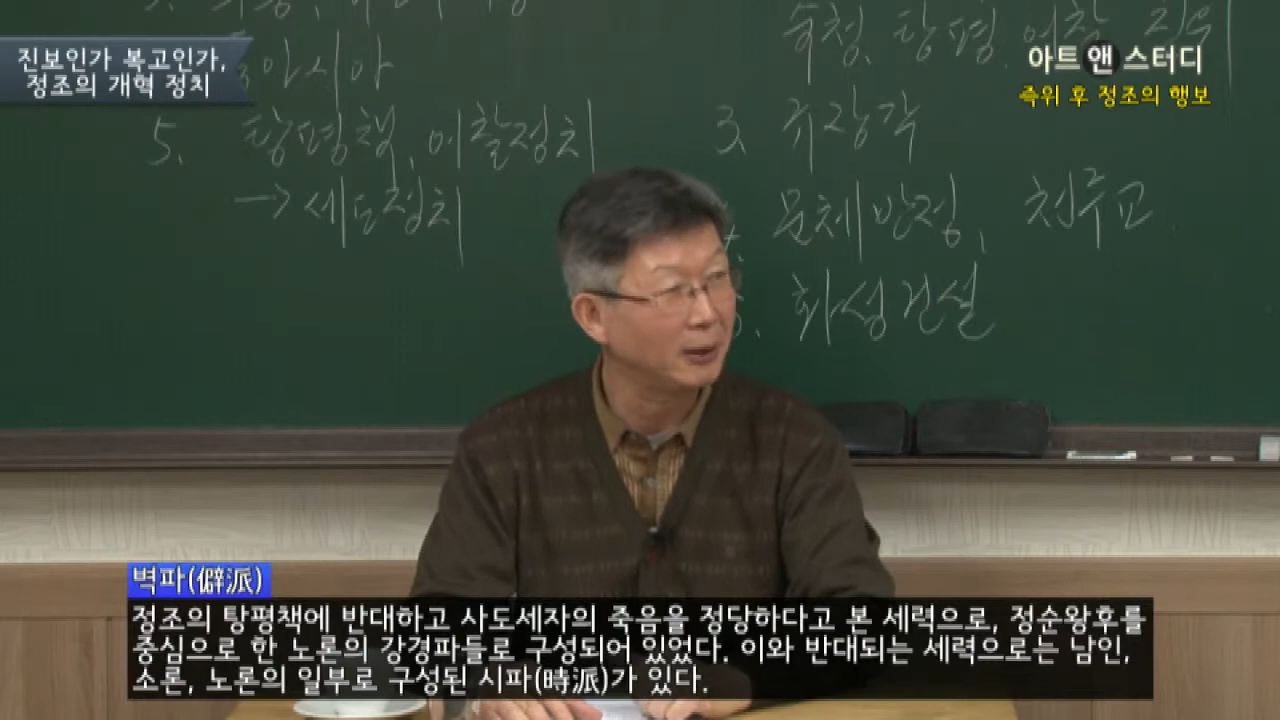 진보인가 복고인가,
정조의 개혁 정치
아트앤스터디
즉위 후 정조의 행보
탕평
5. 탕평책, 어찰정치
→ 세도정치
3. 규장각
문체반정, 천주교
화성건설
벽파(僻派)
정조의 탕평책에 반대하고 사도세자의 죽음을 정당하다고 본 세력으로, 정순왕후를
중심으로 한 노론의 강경파들로 구성되어 있었다. 이와 반대되는 세력으로는 남인,
소론, 노론의 일부로 구성된 시파(時派)가 있다.